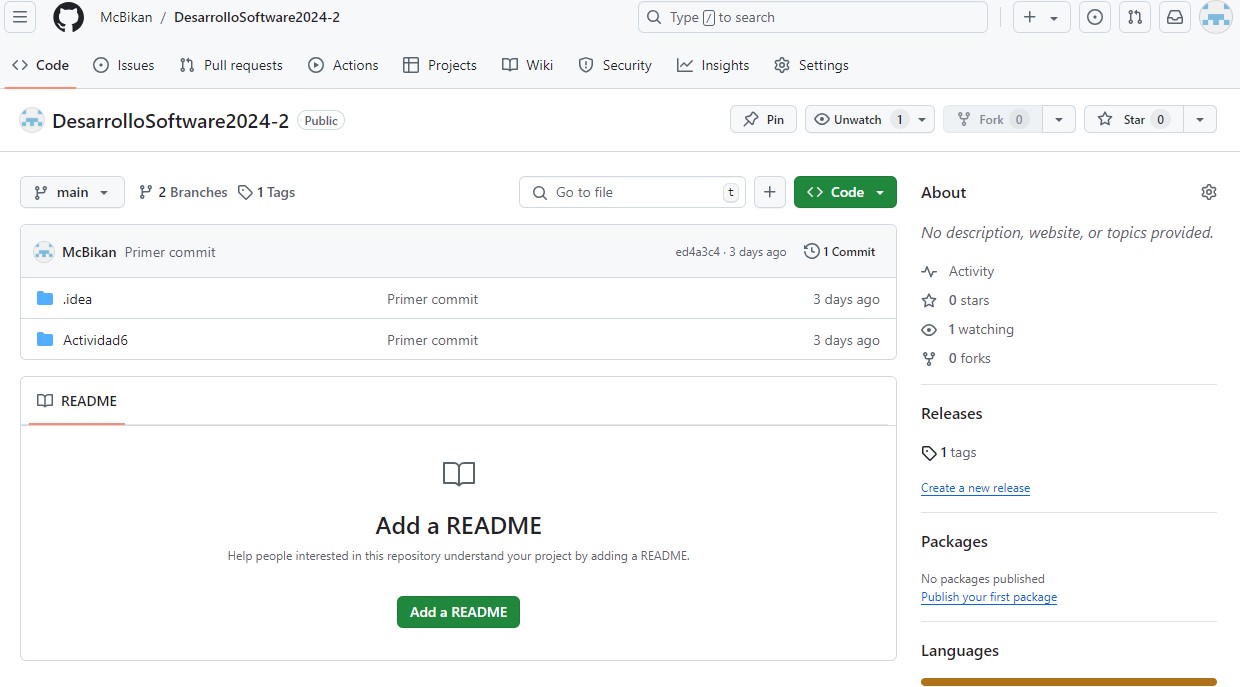 McBikan / DesarrolloSoftware2024-2
Type / to search
Code Issues Pull requests Actions Projects Wiki Security Insights Settings
DesarrolloSoftware2024-2 Public
Pin Unwatch 1 Fork 0 Star 0
main 2 Branches 1 Tags
Go to file t + Code
McBikan Primer commit ed4a3c4 · 3 days ago 1 Commit
.idea Primer commit 3 days ago
Actividad6 Primer commit 3 days ago
README
Add a README
Help people interested in this repository understand your project by adding a README.
Add a README
About
No description, website, or topics provided.
Activity
0 stars
1 watching
0 forks
Releases
1 tags
Create a new release
Packages
No packages published
Publish your first package
Languages